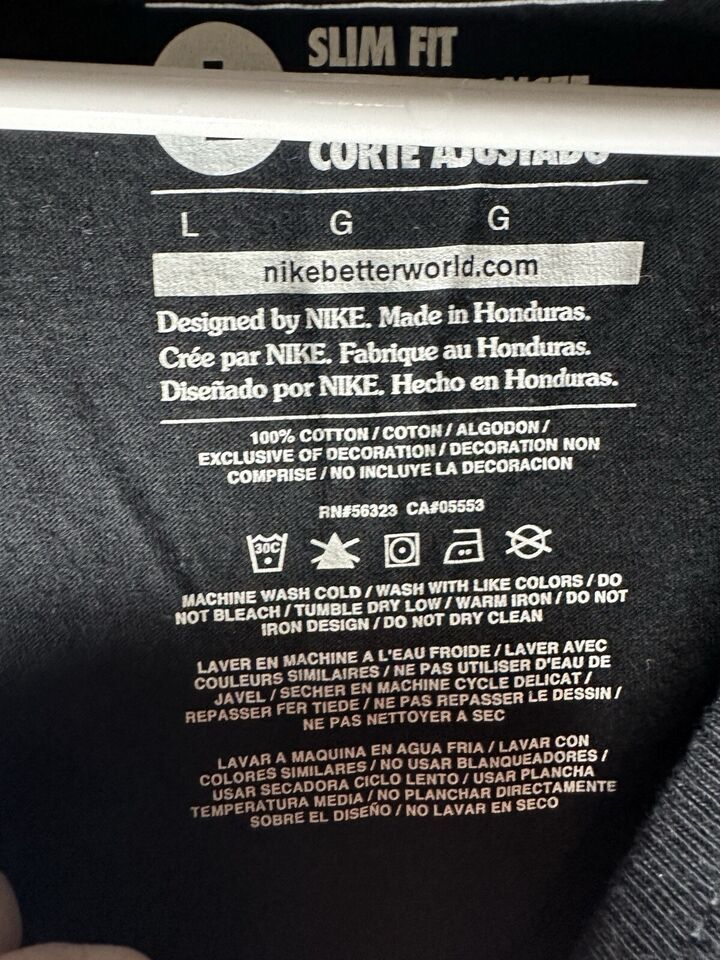 SLIM FIT
CORTE AJUSTADO
L G G
nikebetterworld.com
Designed by NIKE. Made in Honduras.
Crée par NIKE. Fabrique au Honduras.
Diseñado por NIKE. Hecho en Honduras.
100% COTTON / COTON / ALGODON /
EXCLUSIVE OF DECORATION / DECORATION NON
COMPRISE / NO INCLUYE LA DECORACION
RN#56323 CA#05553
30C
MACHINE WASH COLD / WASH WITH LIKE COLORS / DO
NOT BLEACH / TUMBLE DRY LOW / WARM IRON / DO NOT
IRON DESIGN / DO NOT DRY CLEAN
LAVER EN MACHINE A L'EAU FROIDE / LAVER AVEC
COULEURS SIMILAIRES / NE PAS UTILISER D'EAU DE
JAVEL / SECHER EN MACHINE CYCLE DELICAT /
REPASSER FER TIEDE / NE PAS REPASSER LE DESSIN /
NE PAS NETTOYER A SEC
LAVAR A MAQUINA EN AGUA FRIA / LAVAR CON
COLORES SIMILARES / NO USAR BLANQUEADORES /
USAR SECADORA CICLO LENTO / USAR PLANCHA
TEMPERATURA MEDIA / NO PLANCHAR DIRECTAMENTE
SOBRE EL DISEÑO / NO LAVAR EN SECO